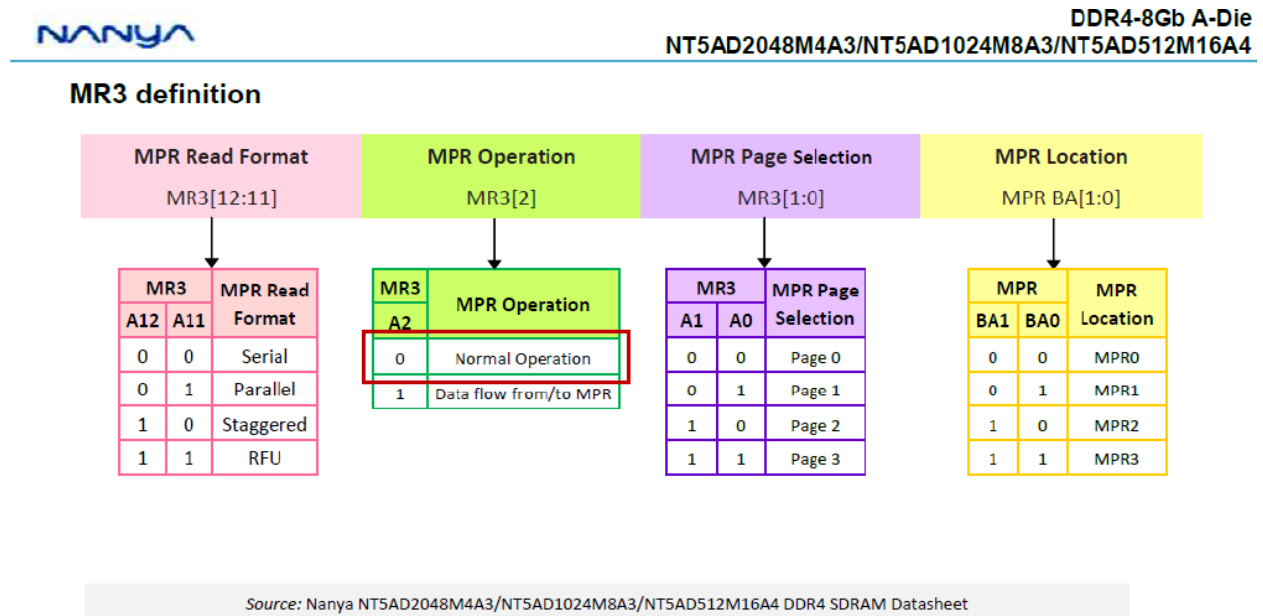 NANYA
DDR4-8Gb A-Die
NT5AD2048M4A3/NT5AD1024M8A3/NT5AD512M16A4
MR3 definition
MPR Read Format
MR3[12:11]
MPR Operation
MR3[2]
MPR Page Selection
MR3[1:0]
MPR Location
MPR BA[1:0]
MR3 MPR Read
A12 A11 Format
0 0 Serial
0 1 Parallel
1 0 Staggered
1 1 RFU
MR3 MPR Operation
A2
0 Normal Operation
1 Data flow from/to MPR
MR3 MPR Page
A1 A0 Selection
0 0 Page 0
0 1 Page 1
1 0 Page 2
1 1 Page 3
MPR MPR
BA1 BA0 Location
0 0 MPR0
0 1 MPR1
1 0 MPR2
1 1 MPR3
Source: Nanya NT5AD2048M4A3/NT5AD1024M8A3/NT5AD512M16A4 DDR4 SDRAM Datasheet